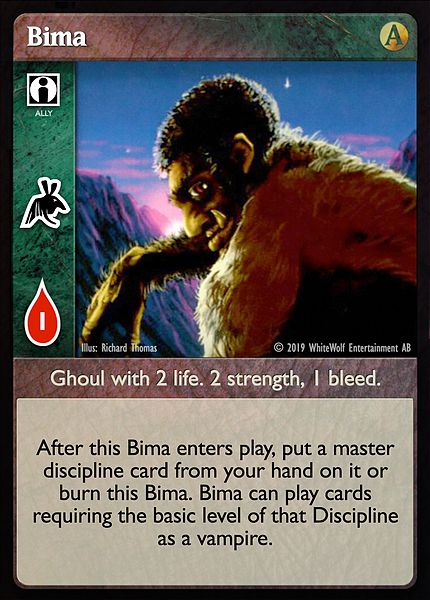 Bima
A
ALLY
1
Illus: Richard Thomas
© 2019 WhiteWolf Entertainment AB
Ghoul with 2 life. 2 strength, 1 bleed.
After this Bima enters play, put a master
discipline card from your hand on it or
burn this Bima. Bima can play cards
requiring the basic level of that Discipline
as a vampire.